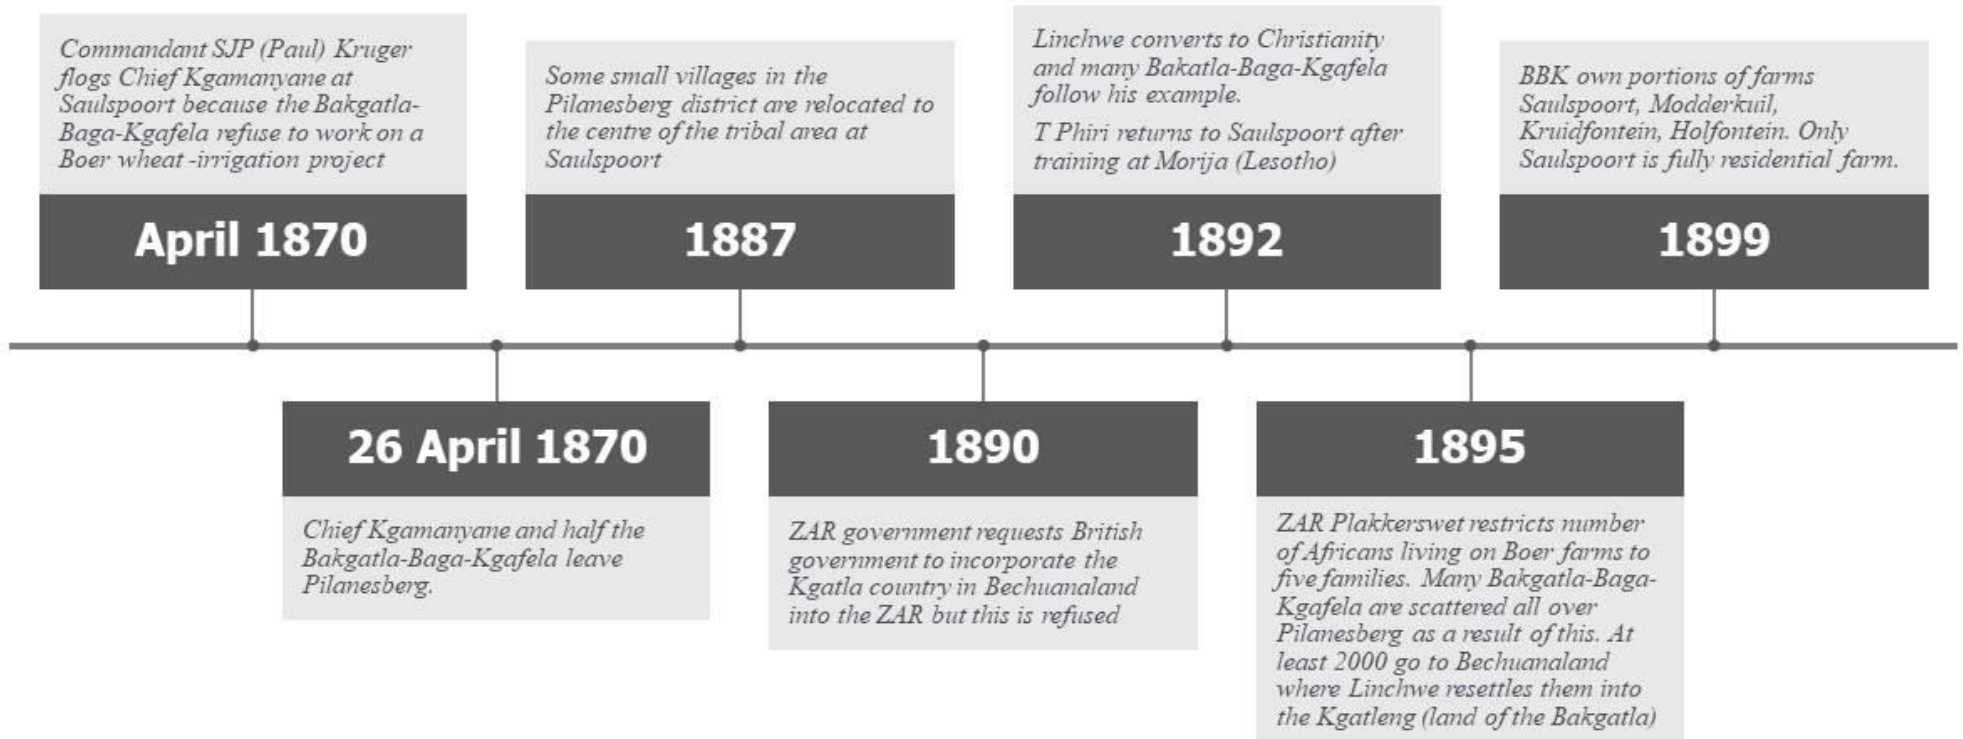 Commandant SJP (Paul) Kruger
flogs Chief Kgamanyane at
Saulspoort because the Bakgatla-
Baga-Kgafela refuse to work on a
Boer wheat -irrigation project
April 1870
26 April 1870
Chief Kgamanyane and half the
Bakgatla-Baga-Kgafela leave
Pilanesberg.
Some small villages in the
Pilanesberg district are relocated to
the centre of the tribal area at
Saulspoort
1887
1890
ZAR government requests British
government to incorporate the
Kgatla country in Bechuanaland
into the ZAR but this is refused
Linchwe converts to Christianity
and many Bakatla-Baga-Kgafela
follow his example.
T Phiri returns to Saulspoort after
training at Morija (Lesotho)
1892
1895
ZAR Plakkerswet restricts number
of Africans living on Boer farms to
five families. Many Bakgatla-Baga-
Kgafela are scattered all over
Pilanesberg as a result of this. At
least 2000 go to Bechuanaland
where Linchwe resettles them into
the Kgatleng (land of the Bakgatla)
BBK own portions of farms
Saulspoort, Modderkuil,
Kruidfontein, Holfontein. Only
Saulspoort is fully residential farm.
1899